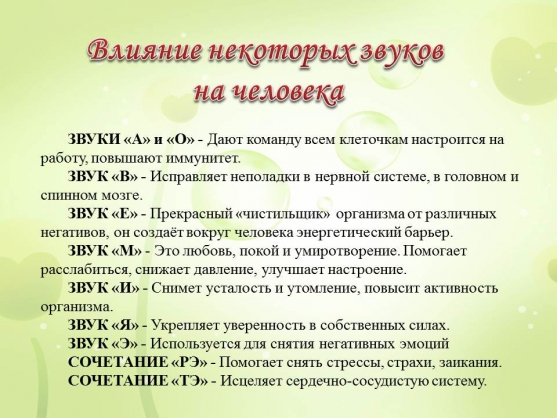 Влияние некоторых звуков
на человека
ЗВУКИ «А» и «О» - Дают команду всем клеточкам настроится на
работу, повышают иммунитет.
ЗВУК «В» - Исправляет неполадки в нервной системе, в головном и
спинном мозге.
ЗВУК «Е» - Прекрасный «чистильщик» организма от различных
негативов, он создаёт вокруг человека энергетический барьер.
ЗВУК «М» - Это любовь, покой и умиротворение. Помогает
расслабиться, снижает давление, улучшает настроение.
ЗВУК «И» - Снимет усталость и утомление, повысит активность
организма.
ЗВУК «Я» - Укрепляет уверенность в собственных силах.
ЗВУК «Э» - Используется для снятия негативных эмоций
СОЧЕТАНИЕ «РЭ» - Помогает снять стрессы, страхи, заикания.
СОЧЕТАНИЕ «ТЭ» - Исцеляет сердечно-сосудистую систему.